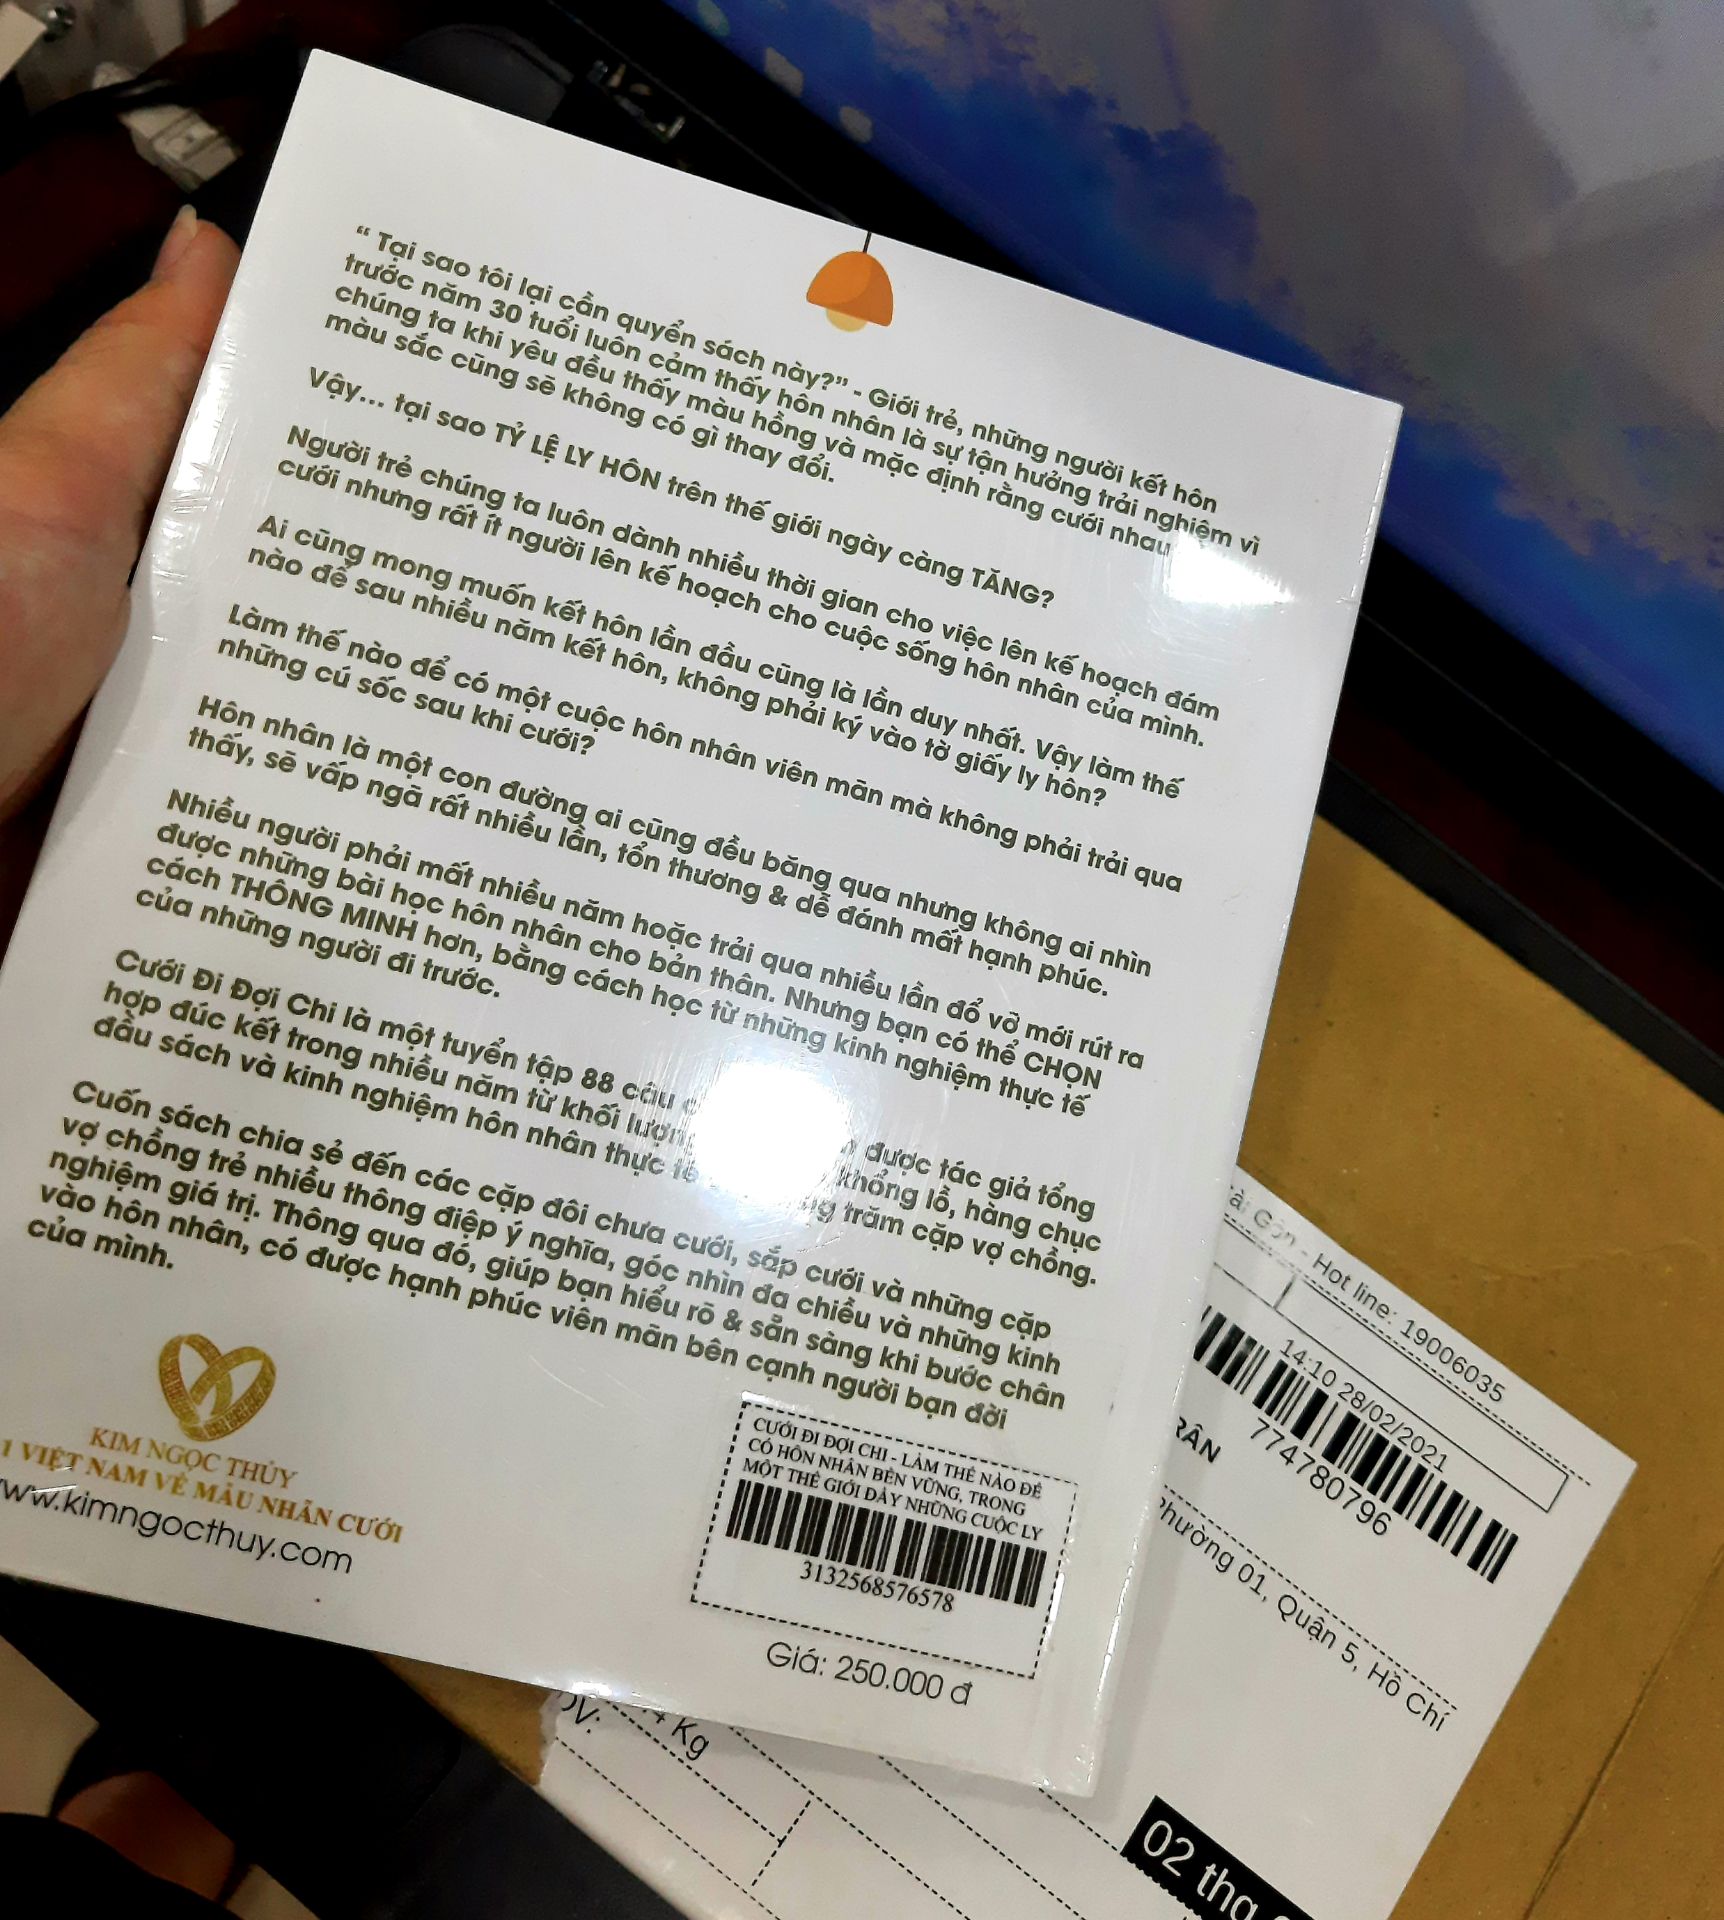 “ Tại sao tôi lại cần quyển sách này?” - Giới trẻ, những người kết hôn
trước năm 30 tuổi luôn cảm thấy hôn nhân là sự tận hưởng trải nghiệm vì
chúng ta khi yêu đều thấy màu hồng và mặc định rằng cưới nhau
màu sắc cũng sẽ không có gì thay đổi.
Vậy... tại sao TỶ LỆ LY HÔN trên thế giới ngày càng TĂNG?
Người trẻ chúng ta luôn dành nhiều thời gian cho việc lên kế hoạch đám
cưới nhưng rất ít người lên kế hoạch cho cuộc sống hôn nhân của mình.
Ai cũng mong muốn kết hôn lần đầu cũng là lần duy nhất. Vậy làm thế
nào để sau nhiều năm kết hôn, không phải ký vào tờ giấy ly hôn?
Làm thế nào để có một cuộc hôn nhân viên mãn mà không phải trải qua
những cú sốc sau khi cưới?
Hôn nhân là một con đường ai cũng đều băng qua nhưng không ai nhìn
thấy, sẽ vấp ngã rất nhiều lần, tổn thương & dễ đánh mất hạnh phúc.
Nhiều người phải mất nhiều năm hoặc trải qua nhiều lần đổ vỡ mới rút ra
được những bài học hôn nhân cho bản thân. Nhưng bạn có thể CHỌN
cách THÔNG MINH hơn, bằng cách học từ những kinh nghiệm thực tế
của những người đi trước.
Cưới Đi Đợi Chi là một tuyển tập 88 câu được tác giả tổng
hợp đúc kết trong nhiều năm từ khối lượng khổng lồ, hàng chục
đầu sách và kinh nghiệm hôn nhân thực tế trăm cặp vợ chồng.
Cuốn sách chia sẻ đến các cặp đôi chưa cưới, sắp cưới và những cặp
vợ chồng trẻ nhiều thông điệp ý nghĩa, góc nhìn đa chiều và những kinh
nghiệm giá trị. Thông qua đó, giúp bạn hiểu rõ & sẵn sàng khi bước chân
vào hôn nhân, có được hạnh phúc viên mãn bên cạnh người bạn đời
của mình.
KIM NGỌC THỦY
1 VIỆT NAM VỀ MẪU NHẪN CƯỚI
www.kimngocthuy.com
CƯỚI ĐI ĐỢI CHI - LÀM THẾ NÀO ĐỂ
CÓ HÔN NHÂN BỀN VỮNG, TRONG
MỘT THẾ GIỚI ĐẦY NHỮNG CUỘC LY
3132568576578
Giá: 250.000 đ
Gòn - Hot line: 19006035
14:10 28/02/2021
774780796
Phường 01, Quận 5, Hồ Chí
Kg
02 thg